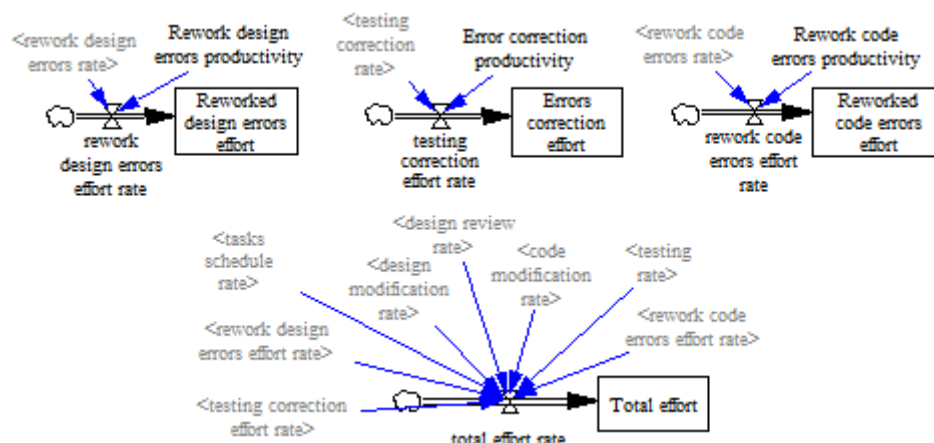 <rework design
errors rate>
Rework design
errors productivity
Reworked
design errors
effort
rework
design errors
effort rate
<testing
correction
rate>
Error correction
productivity
Errors
correction
effort
testing
correction
effort rate
<rework code
errors rate>
Rework code
errors productivity
Reworked
code errors
effort
rework code
errors effort
rate
<tasks
schedule
rate>
<design review
rate>
<design
modification
rate>
<code
modification
rate>
<testing
rate>
<rework design
errors effort rate>
<rework code
errors effort rate>
<testing correction
effort rate>
Total effort
total effort rate